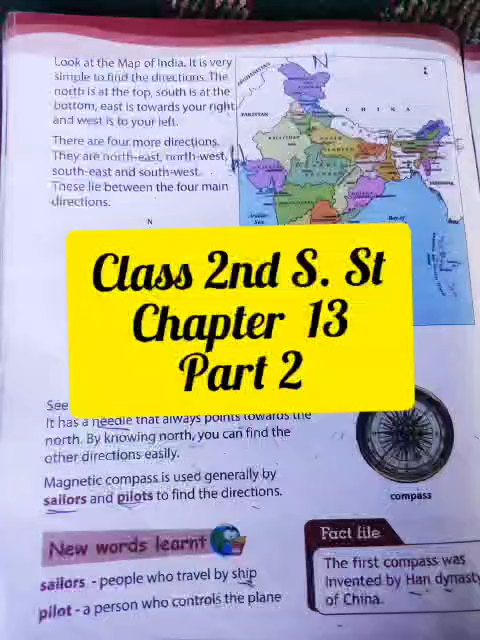 Look at the Map of India. It is very
simple to find the directions. The
north is at the top, south is at the
bottom, east is towards your right
and west is to your left.
There are four more directions.
They are north-east, north-west,
south-east and south-west.
These lie between the four main
directions.
N
N
AFGHANISTAN
PAKISTAN
CHINA
RAJASTHAN
Arabian
Sea
Bay of
Class 2nd S. St
Chapter 13
Part 2
See
It has a needle that always points towards the
north. By knowing north, you can find the
other directions easily.
Magnetic compass is used generally by
sailors and pilots to find the directions.
compass
New words learnt
sailors - people who travel by ship
pilot - a person who controls the plane
Fact file
The first compass was
Invented by Han dynasty
of China.